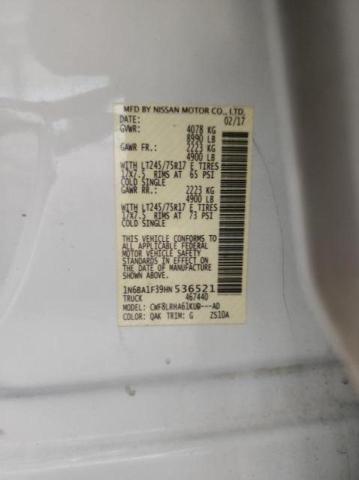 MFD BY NISSAN MOTOR CO., LTD.
DATE: 02/17
GVWR: 4078 KG
8990 LB
GAWR FR.: 2223 KG
4900 LB
WITH LT245/75R17 E TIRES
17X7.5 RIMS AT 65 PSI
COLD SINGLE
GAWR RR.: 2223 KG
4900 LB
WITH LT245/75R17 E TIRES
17X7.5 RIMS AT 73 PSI
COLD SINGLE
THIS VEHICLE CONFORMS TO
ALL APPLICABLE FEDERAL
MOTOR VEHICLE SAFETY
STANDARDS IN EFFECT ON
THE DATE OF MANUFACTURE
SHOWN ABOVE
1N6BA1F39HN536521
TRUCK 467440
MODEL: CWF8LRHA61KUB---AD
COLOR: QAK TRIM: G ZS1DA